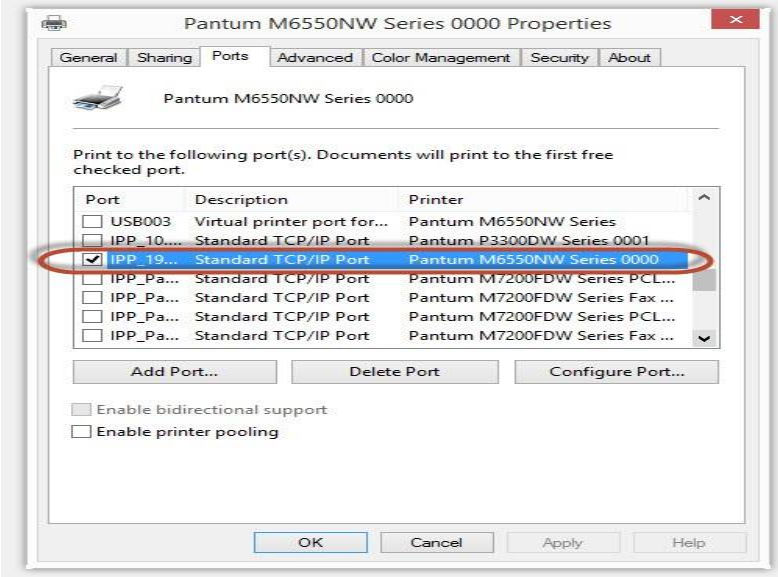 Pantum M6550NW Series 0000 Properties
General Sharing Ports Advanced Color Management Security About
Pantum M6550NW Series 0000
Print to the following port(s). Documents will print to the first free
checked port.
Port Description Printer
USB003 Virtual printer port for... Pantum M6550NW Series
IPP_10.... Standard TCP/IP Port Pantum P3300DW Series 0001
IPP_19... Standard TCP/IP Port Pantum M6550NW Series 0000
IPP_Pa... Standard TCP/IP Port Pantum M7200FDW Series PCL...
IPP_Pa... Standard TCP/IP Port Pantum M7200FDW Series Fax ...
IPP_Pa... Standard TCP/IP Port Pantum M7200FDW Series PCL...
IPP_Pa... Standard TCP/IP Port Pantum M7200FDW Series Fax ...
Add Port... Delete Port Configure Port...
Enable bidirectional support
Enable printer pooling
OK Cancel Apply Help